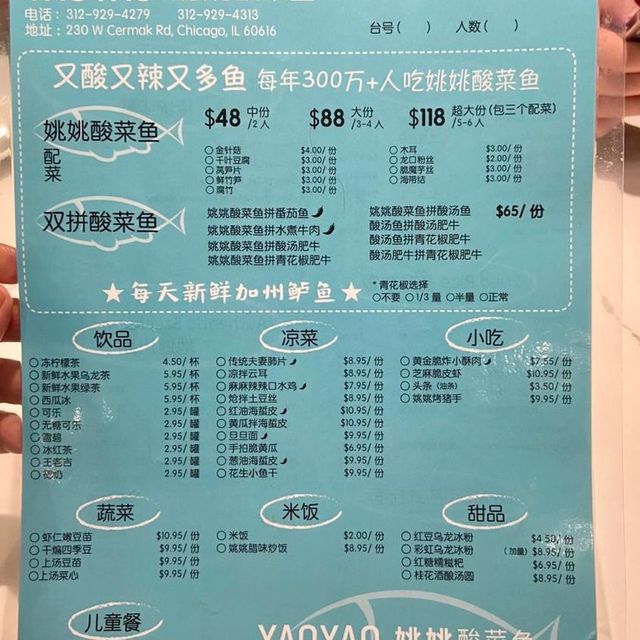 电话: 312-929-4279 312-929-4313
地址: 230 W Cermak Rd, Chicago, IL 60616
台号( ) 人数( )
又酸又辣又多鱼 每年300万+人吃姚姚酸菜鱼
姚姚酸菜鱼 $48 中份/2人 $88 大份/3-4人 $118 超大份(包三个配菜)/5-6人
配菜
金针菇 $4.00/份
千叶豆腐 $3.00/份
莴笋片 $3.00/份
鲜竹笋 $3.00/份
腐竹 $3.00/份
木耳 $3.00/份
龙口粉丝 $2.00/份
脆魔芋丝 $3.00/份
海带结 $3.00/份
双拼酸菜鱼
姚姚酸菜鱼拼番茄鱼
姚姚酸菜鱼拼水煮牛肉
姚姚酸菜鱼拼酸汤肥牛
姚姚酸菜鱼拼青花椒肥牛
姚姚酸菜鱼拼酸汤鱼 $65/份
酸汤鱼拼酸汤肥牛
酸汤鱼拼青花椒肥牛
酸汤肥牛拼青花椒肥牛
★每天新鲜加州鲈鱼★
*青花椒选择
不要 1/3量 半量 正常
饮品
冻柠檬茶 4.50/杯
新鲜水果乌龙茶 5.95/杯
新鲜水果绿茶 5.95/杯
西瓜冰 5.95/杯
可乐 2.95/罐
无糖可乐 2.95/罐
雪碧 2.95/罐
冰红茶 2.95/罐
王老吉 2.95/罐
2.95/罐
凉菜
传统夫妻肺片 $8.95/份
凉拌云耳 $8.95/份
麻麻辣辣口水鸡 $7.95/份
炝拌土豆丝 $8.95/份
红油海蜇皮 $10.95/份
黄瓜拌海蜇皮 $10.95/份
旦旦面 $9.95/份
手拍脆黄瓜 $6.95/份
葱油海蜇皮 $9.95/份
花生小鱼干 $9.95/份
小吃
黄金脆炸小酥肉 $7.55/份
芝麻脆皮虾 $10.95/份
头条(油条) $3.50/份
姚姚烤猪手 $9.95/份
蔬菜
虾仁嫩豆苗 $10.95/份
干煸四季豆 $9.95/份
上汤豆苗 $9.95/份
上汤菜心 $9.95/份
米饭
米饭 $2.00/份
姚姚腊味炒饭 $8.95/份
甜品
红豆乌龙冰粉 $4.50/份
彩虹乌龙冰粉 (加量) $8.95/份
红糖糯糍粑 $6.95/份
桂花酒酿汤圆 $8.95/份
儿童餐
YAOYAO 姚姚酸菜鱼